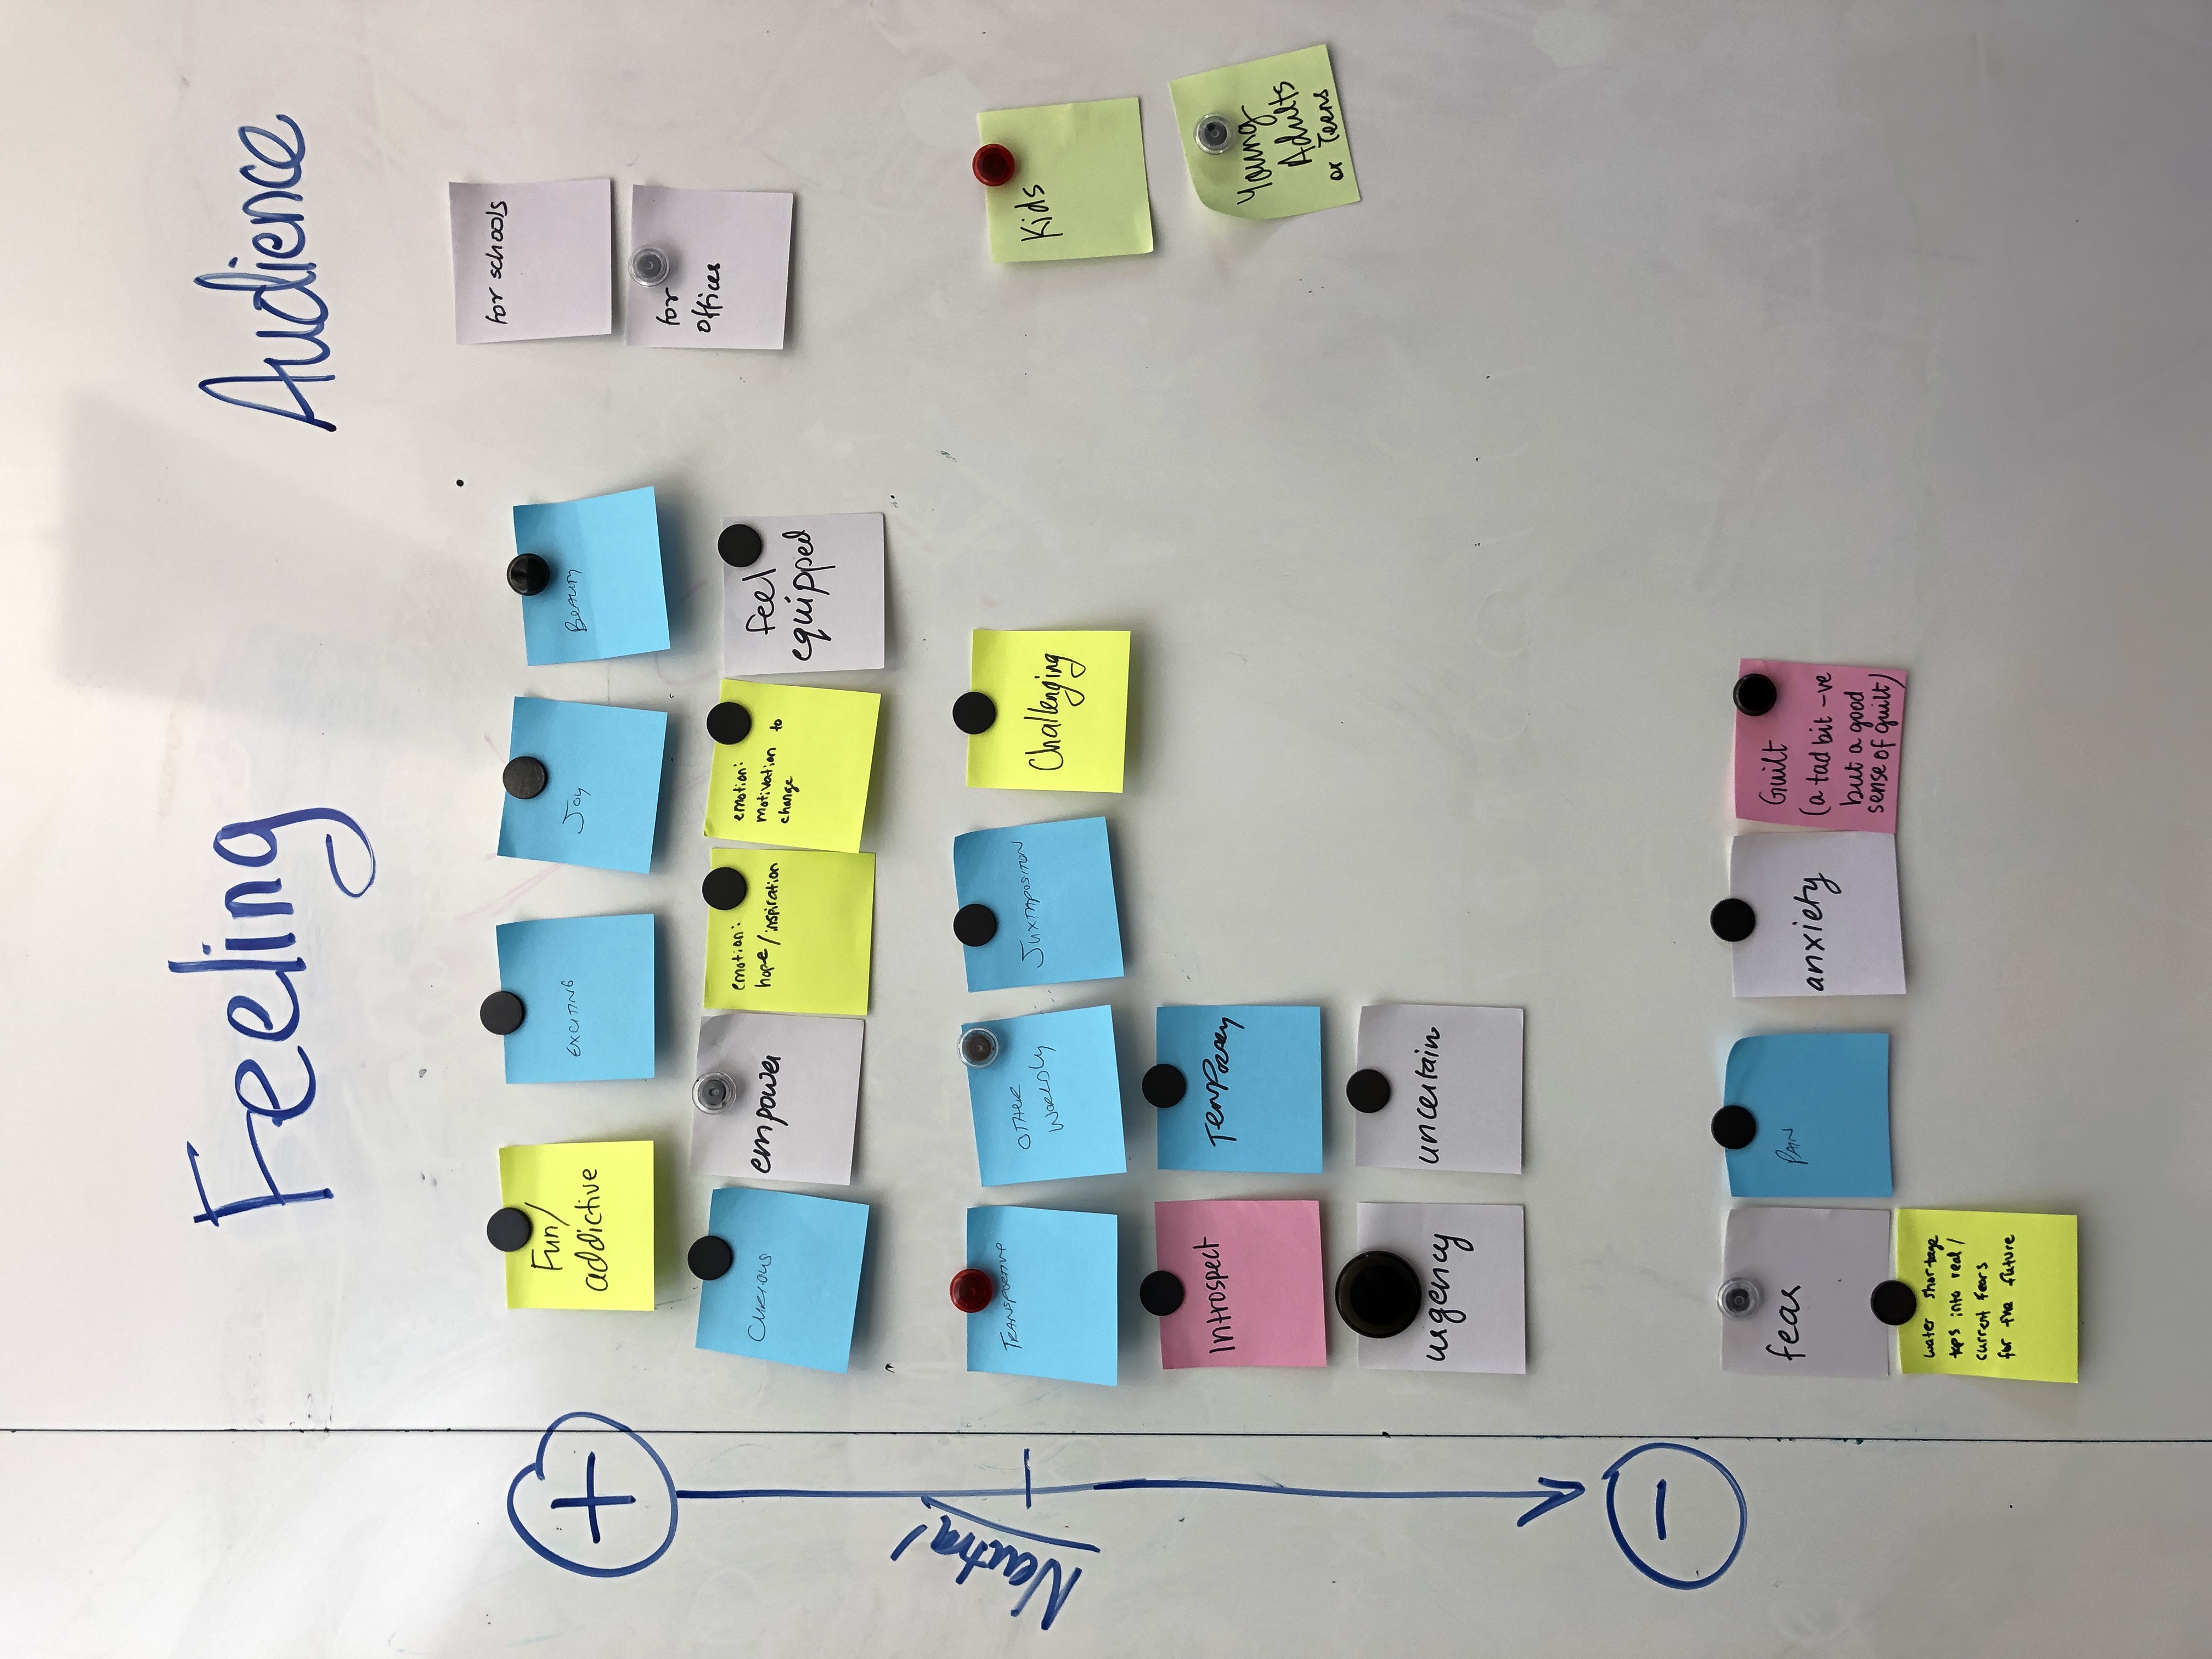 Feeling
Audience
+
Fun/
addictive
EXCITING
JOY
BEAUTY
for schools
for
offices
CURIOUS
empower
emotion:
hope/inspiration
emotion:
motivation to
change
feel
equipped
Neutral
TRANSPORTIVE
OTHER
WORLDLY
JUXTAPOSITION
Challenging
Kids
Introspect
TEMPORARY
Young
Adults
or Teens
urgency
uncertain
-
fear
PAIN
anxiety
Guilt
(a tad bit -ve
but a good
sense of guilt)
water shortage
taps into real/
current fears
for the future